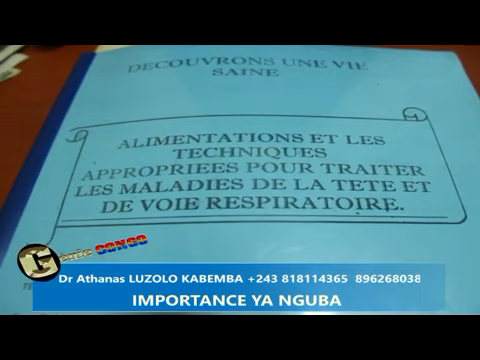 DECOUVRONS UNE VIE
SAINE
ALIMENTATIONS ET LES
TECHNIQUES
APPROPRIEES POUR TRAITER
LES MALADIES DE LA TETE ET
DE VOIE RESPIRATOIRE.
Genie CONGO
Dr Athanas LUZOLO KABEMBA +243 818114365 896268038
IMPORTANCE YA NGUBA